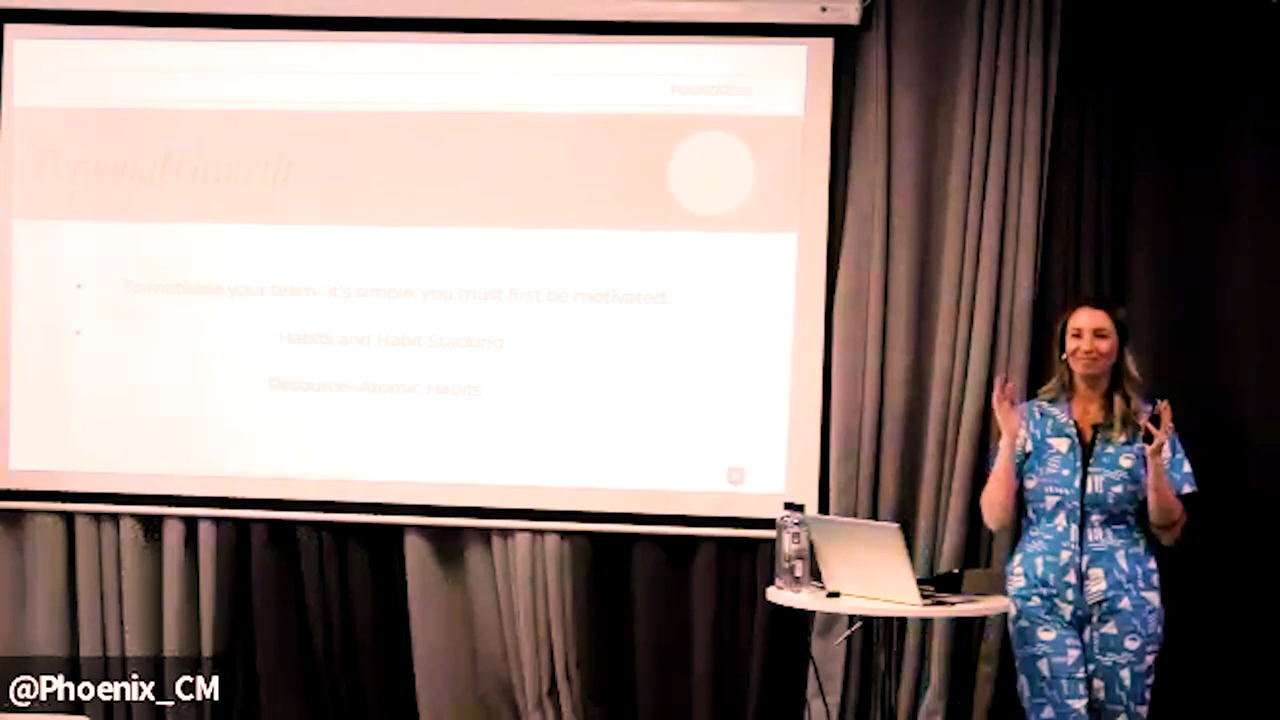 FOUNDRESS
Personal Growth
To motivate your team- it's simple, you must first be motivated.
Habits and Habit Stacking
Resource- Atomic Habits
@Phoenix_CM